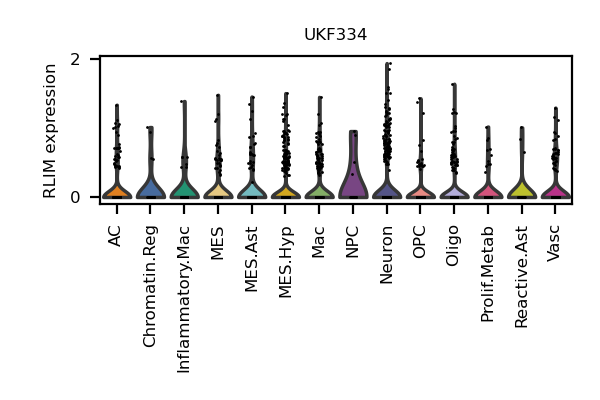 UKF334
RLIM expression
2
0
AC
Chromatin.Reg
Inflammatory.Mac
MES
MES.Ast
MES.Hyp
Mac
NPC
Neuron
OPC
Oligo
Prolif.Metab
Reactive.Ast
Vasc